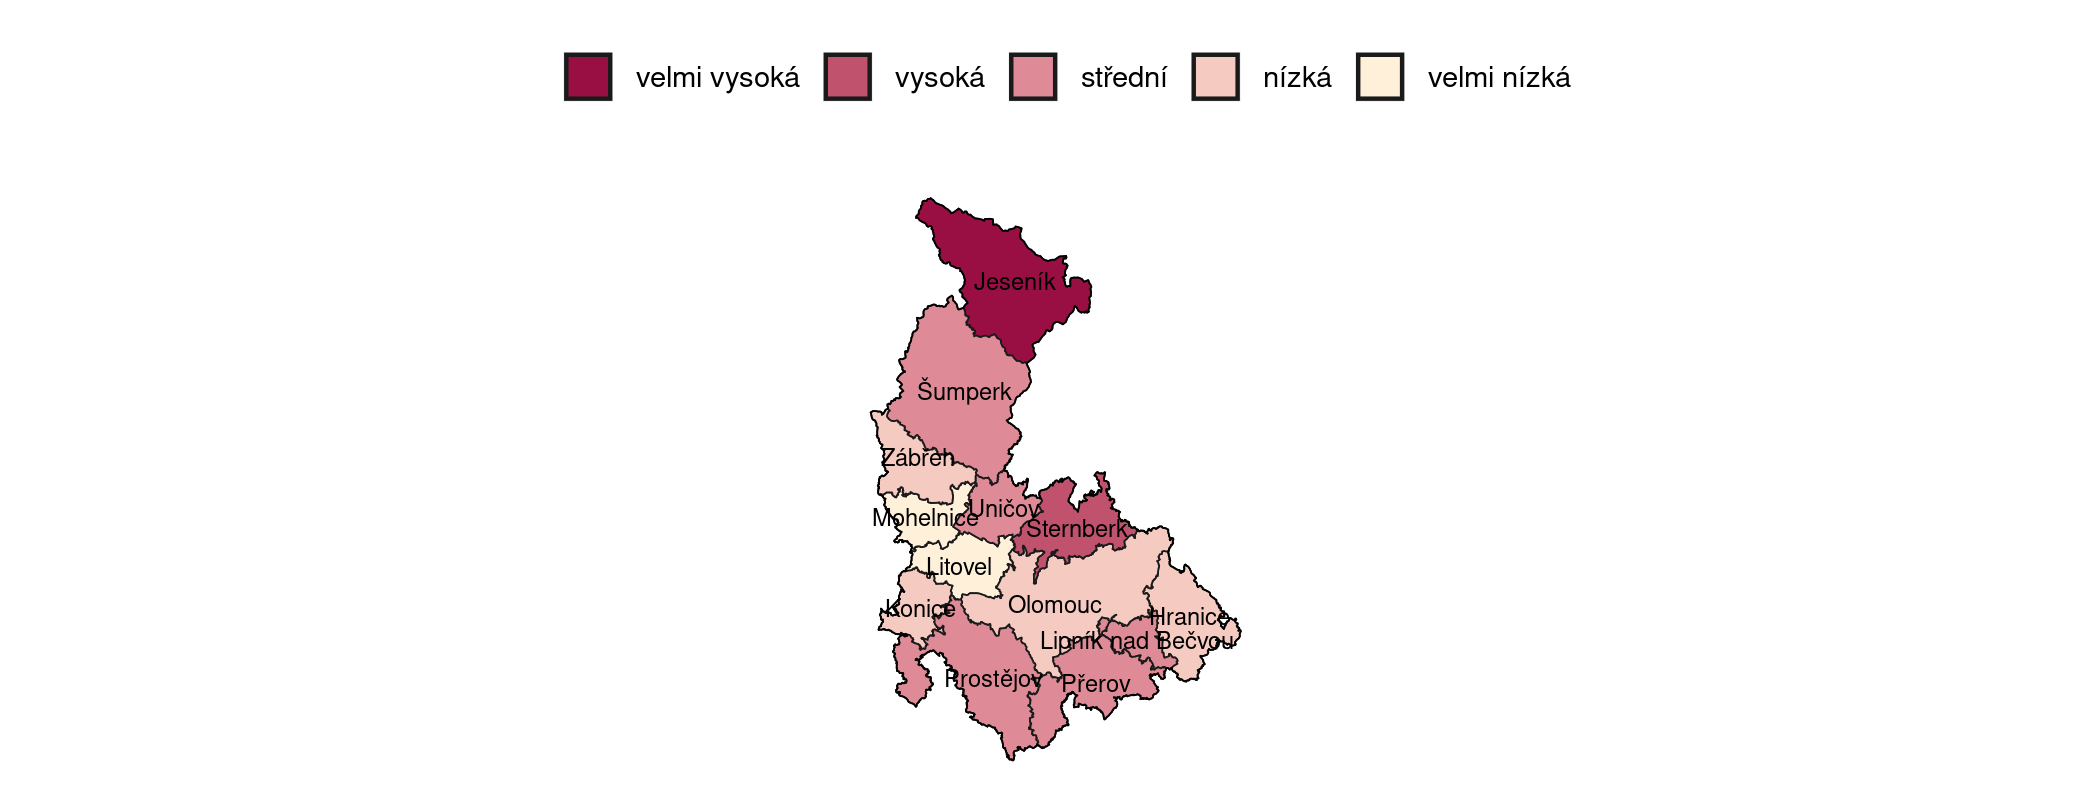 velmi vysoká vysoká střední nízká velmi nízká
Jeseník
Šumperk
Zábřeh
Uničov
Mohelnice
Šternberk
Litovel
Olomouc
Konice
Hranice
Lipník nad Bečvou
Prostějov
Přerov